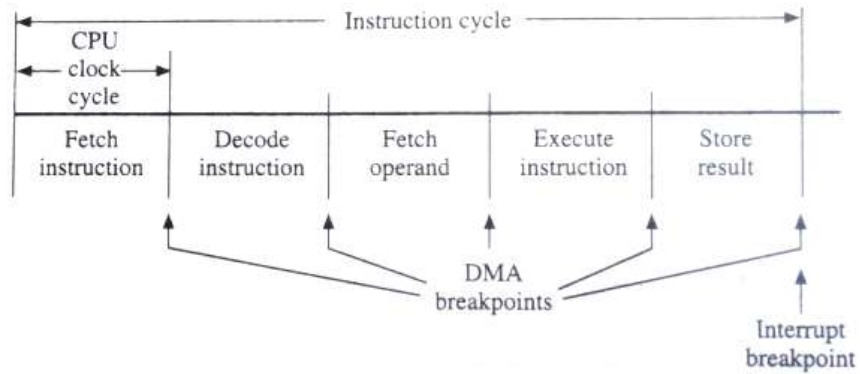 Instruction cycle
CPU
clock
cycle
Fetch
instruction
Decode
instruction
Fetch
operand
Execute
instruction
Store
result
DMA
breakpoints
Interrupt
breakpoint